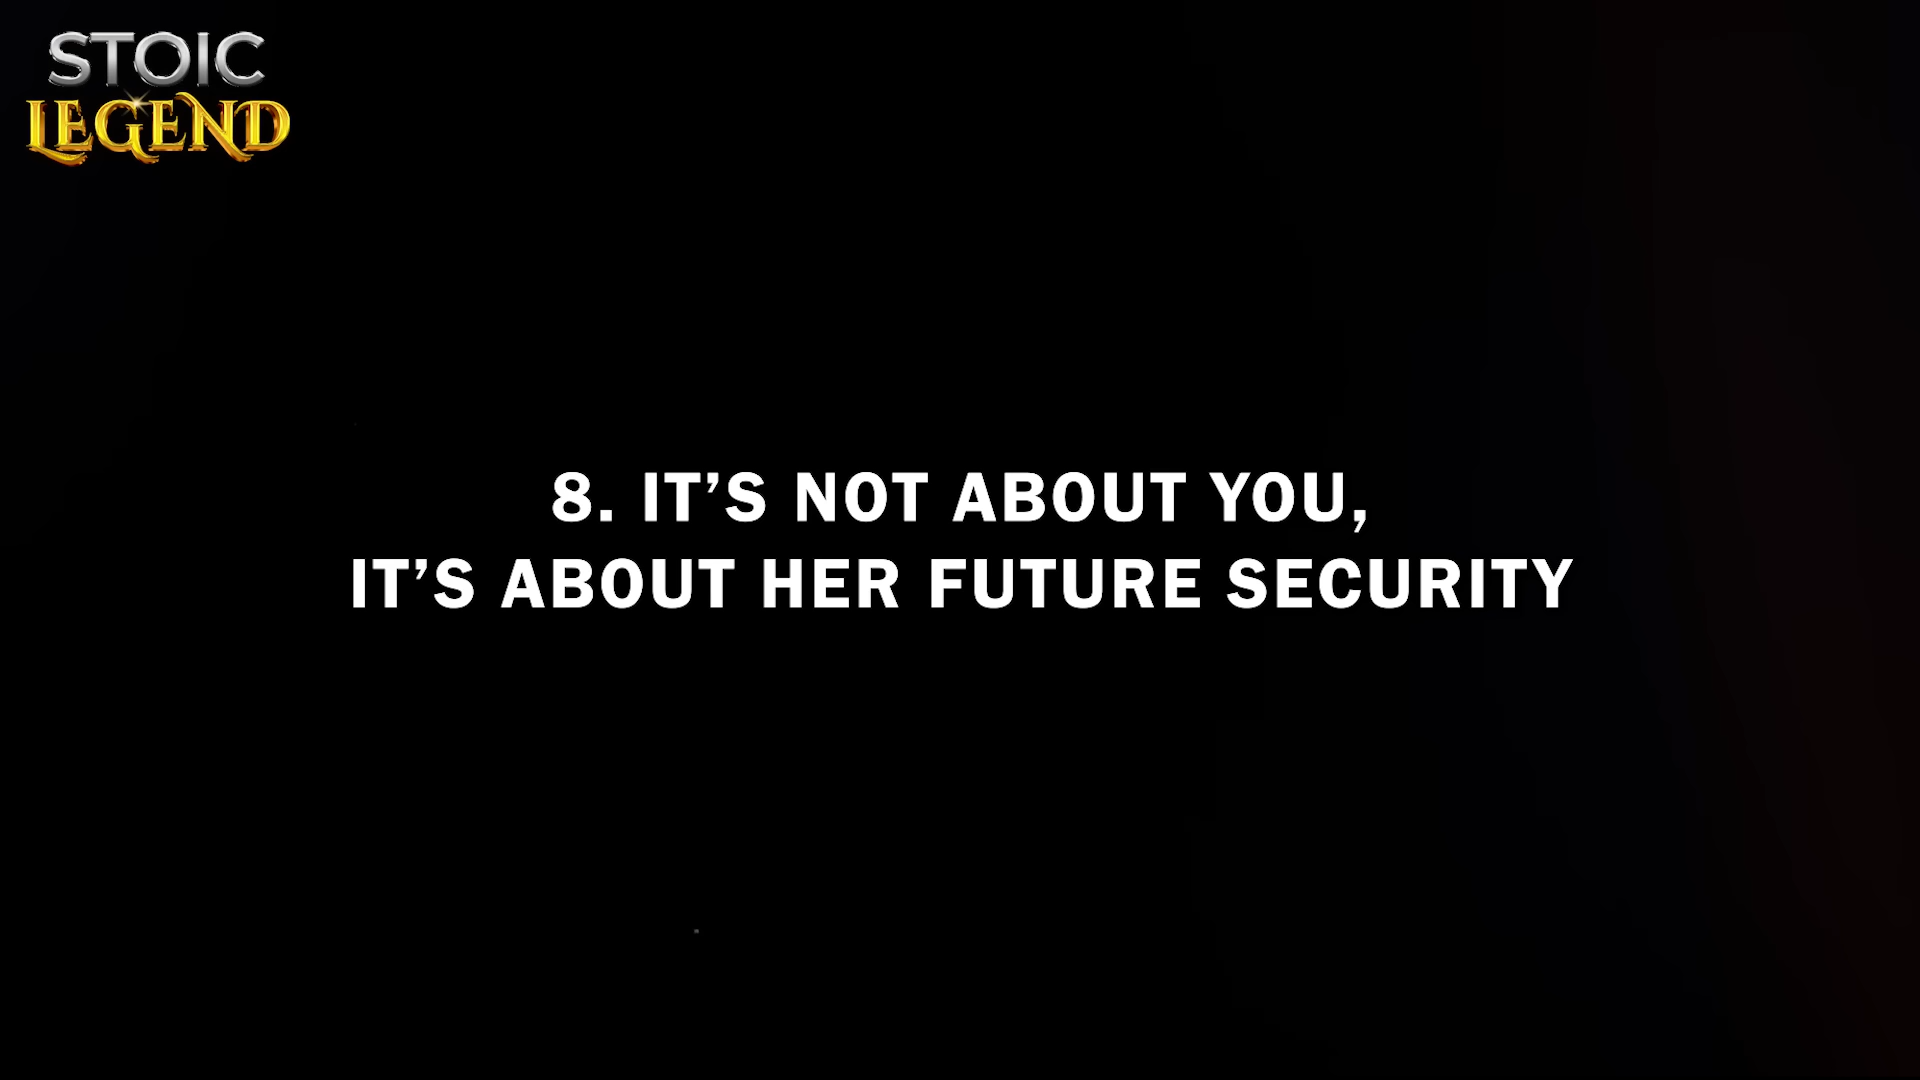 STOIC
LEGEND
8. IT’S NOT ABOUT YOU,
IT’S ABOUT HER FUTURE SECURITY